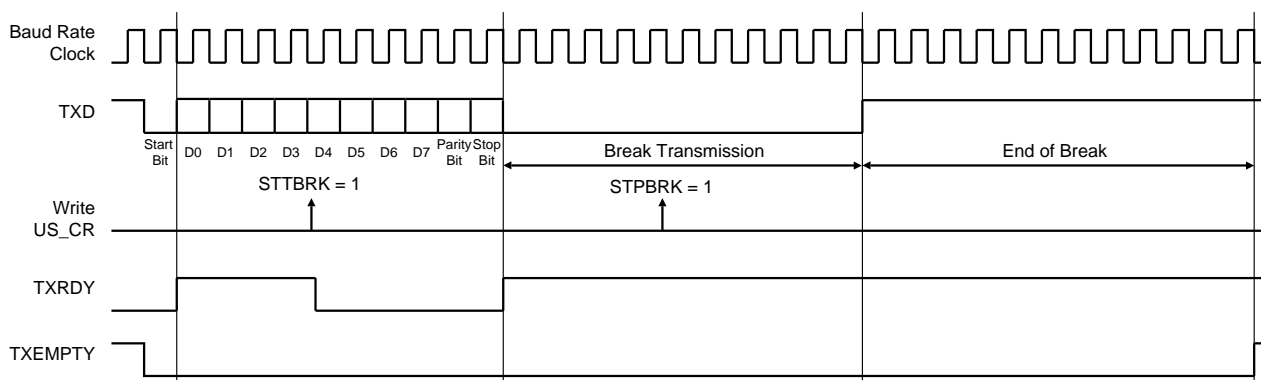 Baud Rate
Clock
TXD
Start
Bit
D0
D1
D2
D3
D4
D5
D6
D7
Parity
Bit
Stop
Bit
Break Transmission
End of Break
STTBRK = 1
STPBRK = 1
Write
US_CR
TXRDY
TXEMPTY